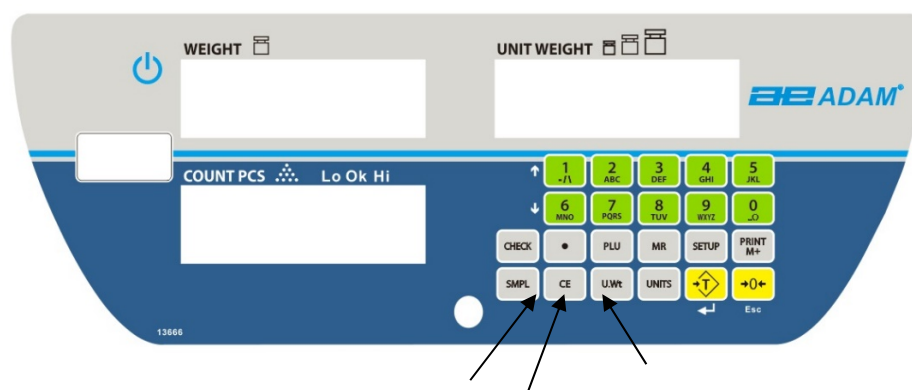 WEIGHT
UNIT WEIGHT
ae ADAM®
COUNT PCS Lo Ok Hi
1 2 3 4 5
-/\ ABC DEF GHI JKL
6 7 8 9 0
MNO PQRS TUV WXYZ _Ω
CHECK • PLU MR SETUP PRINT M+
SMPL CE U.Wt UNITS →T← →0←
Esc
13666